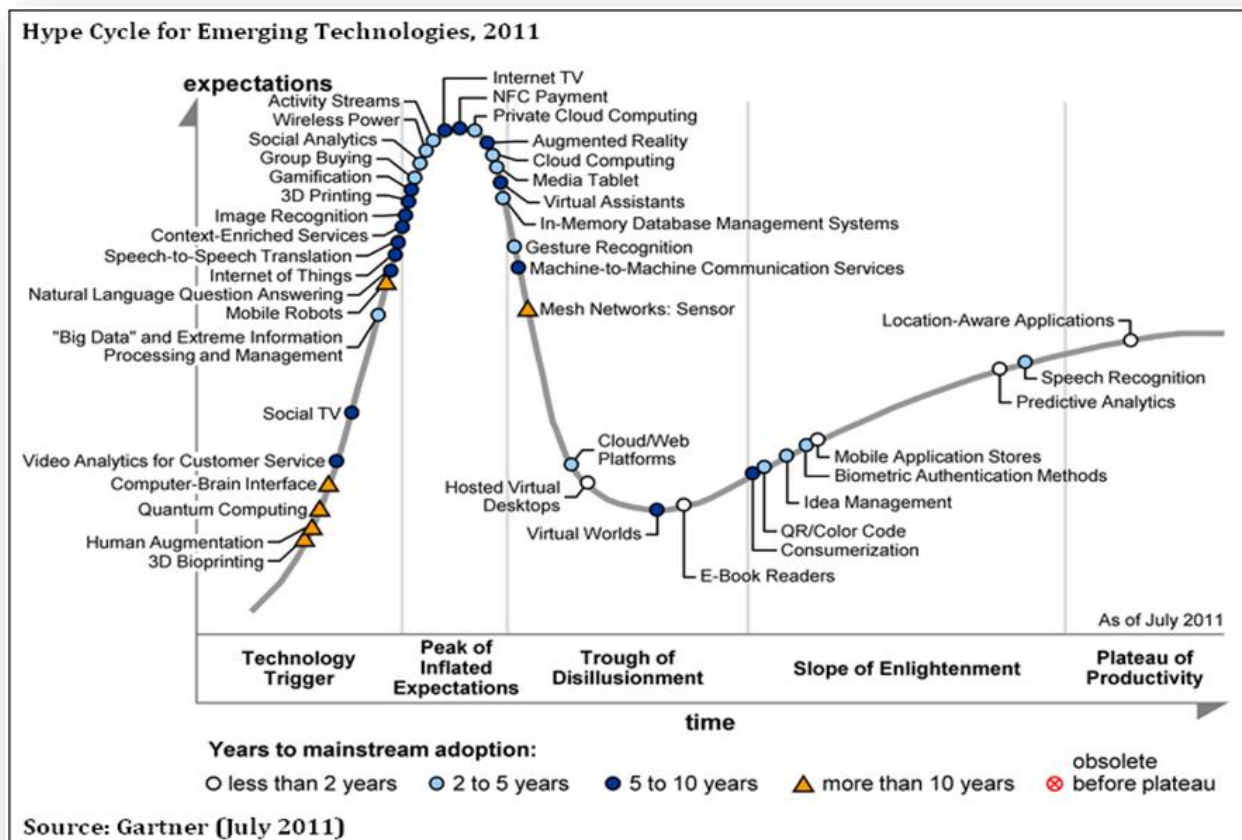 Hype Cycle for Emerging Technologies, 2011
expectations
Activity Streams
Wireless Power
Social Analytics
Group Buying
Gamification
3D Printing
Image Recognition
Context-Enriched Services
Speech-to-Speech Translation
Internet of Things
Natural Language Question Answering
Mobile Robots
"Big Data" and Extreme Information
Processing and Management
Social TV
Video Analytics for Customer Service
Computer-Brain Interface
Quantum Computing
Human Augmentation
3D Bioprinting
Internet TV
NFC Payment
Private Cloud Computing
Augmented Reality
Cloud Computing
Media Tablet
Virtual Assistants
In-Memory Database Management Systems
Gesture Recognition
Machine-to-Machine Communication Services
Mesh Networks: Sensor
Cloud/Web
Platforms
Hosted Virtual
Desktops
Virtual Worlds
E-Book Readers
Location-Aware Applications
Speech Recognition
Predictive Analytics
Mobile Application Stores
Biometric Authentication Methods
Idea Management
QR/Color Code
Consumerization
As of July 2011
Technology
Trigger
Peak of
Inflated
Expectations
Trough of
Disillusionment
Slope of Enlightenment
Plateau of
Productivity
time
Years to mainstream adoption:
less than 2 years
2 to 5 years
5 to 10 years
more than 10 years
obsolete
before plateau
Source: Gartner (July 2011)